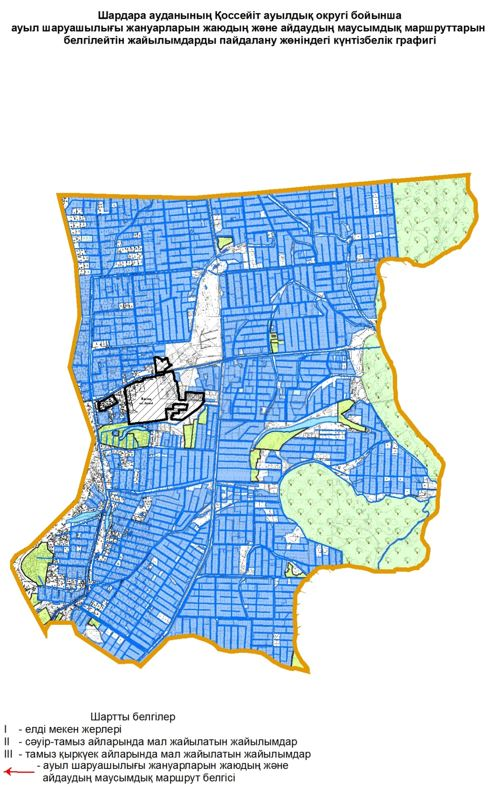 Шардара ауданының Қоссейіт ауылдық округі бойынша
ауыл шаруашылығы жануарларын жаюдың және айдаудың маусымдық маршруттарын
белгілейтін жайылымдарды пайдалану жөніндегі күнтізбелік графигі
Шартты белгілер
I - елді мекен жерлері
II - сәуір-тамыз айларында мал жайылатын жайылымдар
III - тамыз қыркүек айларында мал жайылатын жайылымдар
- ауыл шаруашылығы жануарларын жаюдың және
айдаудың маусымдық маршрут белгісі